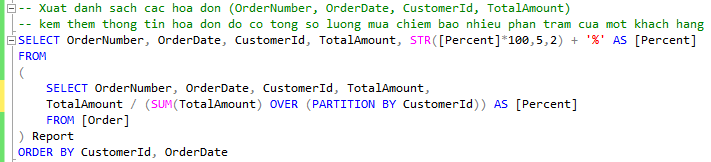 -- Xuat danh sach cac hoa don (OrderNumber, OrderDate, CustomerId, TotalAmount)
-- kem them thong tin hoa don do co tong so luong mua chiem bao nhieu phan tram cua mot khach hang
SELECT OrderNumber, OrderDate, CustomerId, TotalAmount, STR([Percent]*100,5,2) + '%' AS [Percent]
FROM
(
SELECT OrderNumber, OrderDate, CustomerId, TotalAmount,
TotalAmount / (SUM(TotalAmount) OVER (PARTITION BY CustomerId)) AS [Percent]
FROM [Order]
) Report
ORDER BY CustomerId, OrderDate